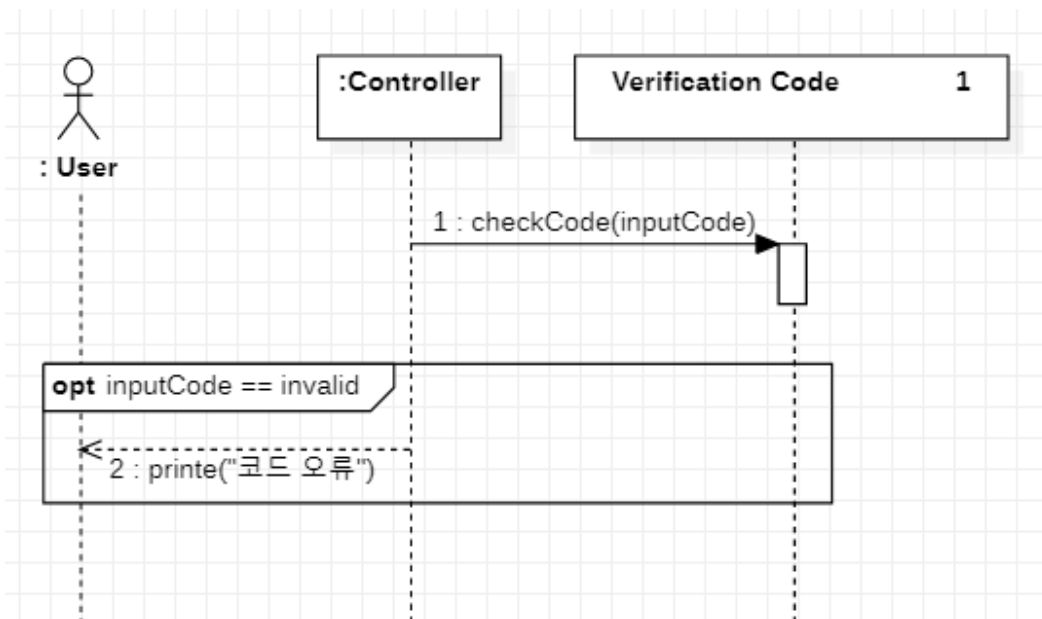 : User
:Controller
Verification Code 1
1 : checkCode(inputCode)
opt inputCode == invalid
2 : printe("코드 오류")